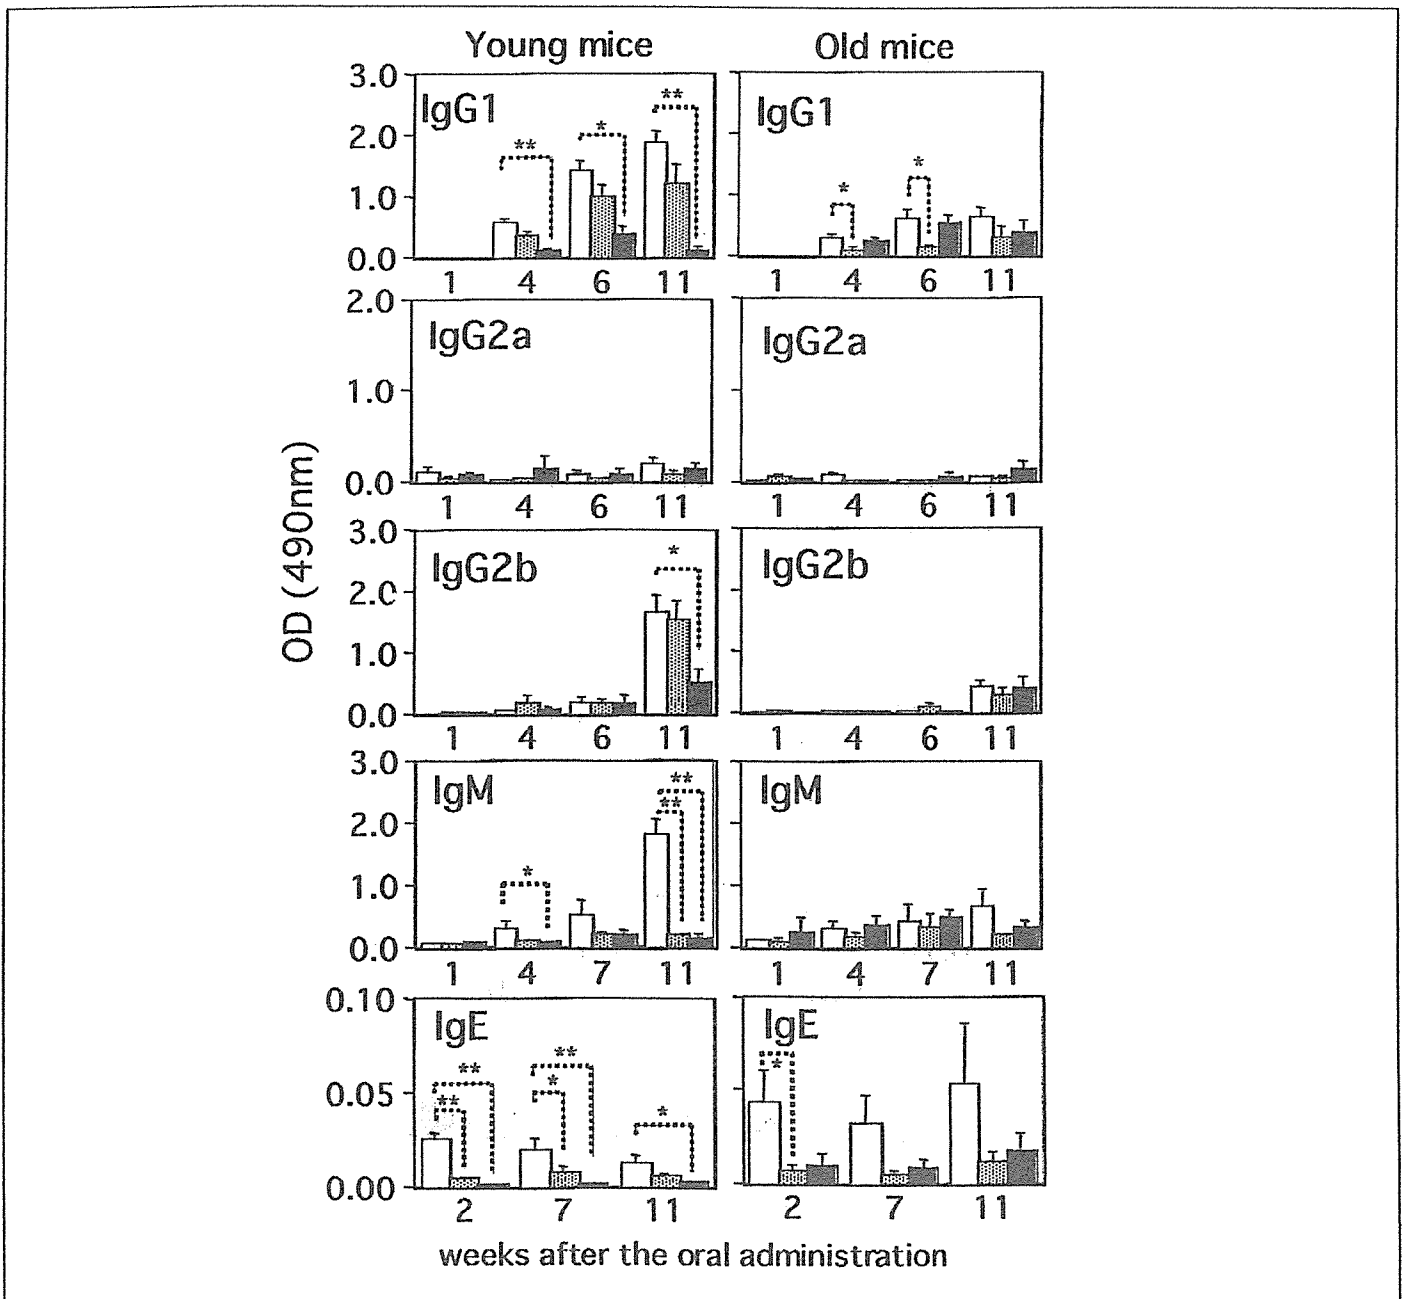 Young mice Old mice
3.0 IgG1 ** * ** IgG1 * *
2.0
1.0
0.0
1 4 6 11 1 4 6 11
2.0 IgG2a IgG2a
1.0
0.0
1 4 6 11 1 4 6 11
OD (490nm)
3.0 IgG2b * IgG2b
2.0
1.0
0.0
1 4 6 11 1 4 6 11
3.0 IgM * ** ** IgM
2.0
1.0
0.0
1 4 7 11 1 4 7 11
0.10 IgE ** ** ** * * IgE *
0.05
0.00
2 7 11 2 7 11
weeks after the oral administration